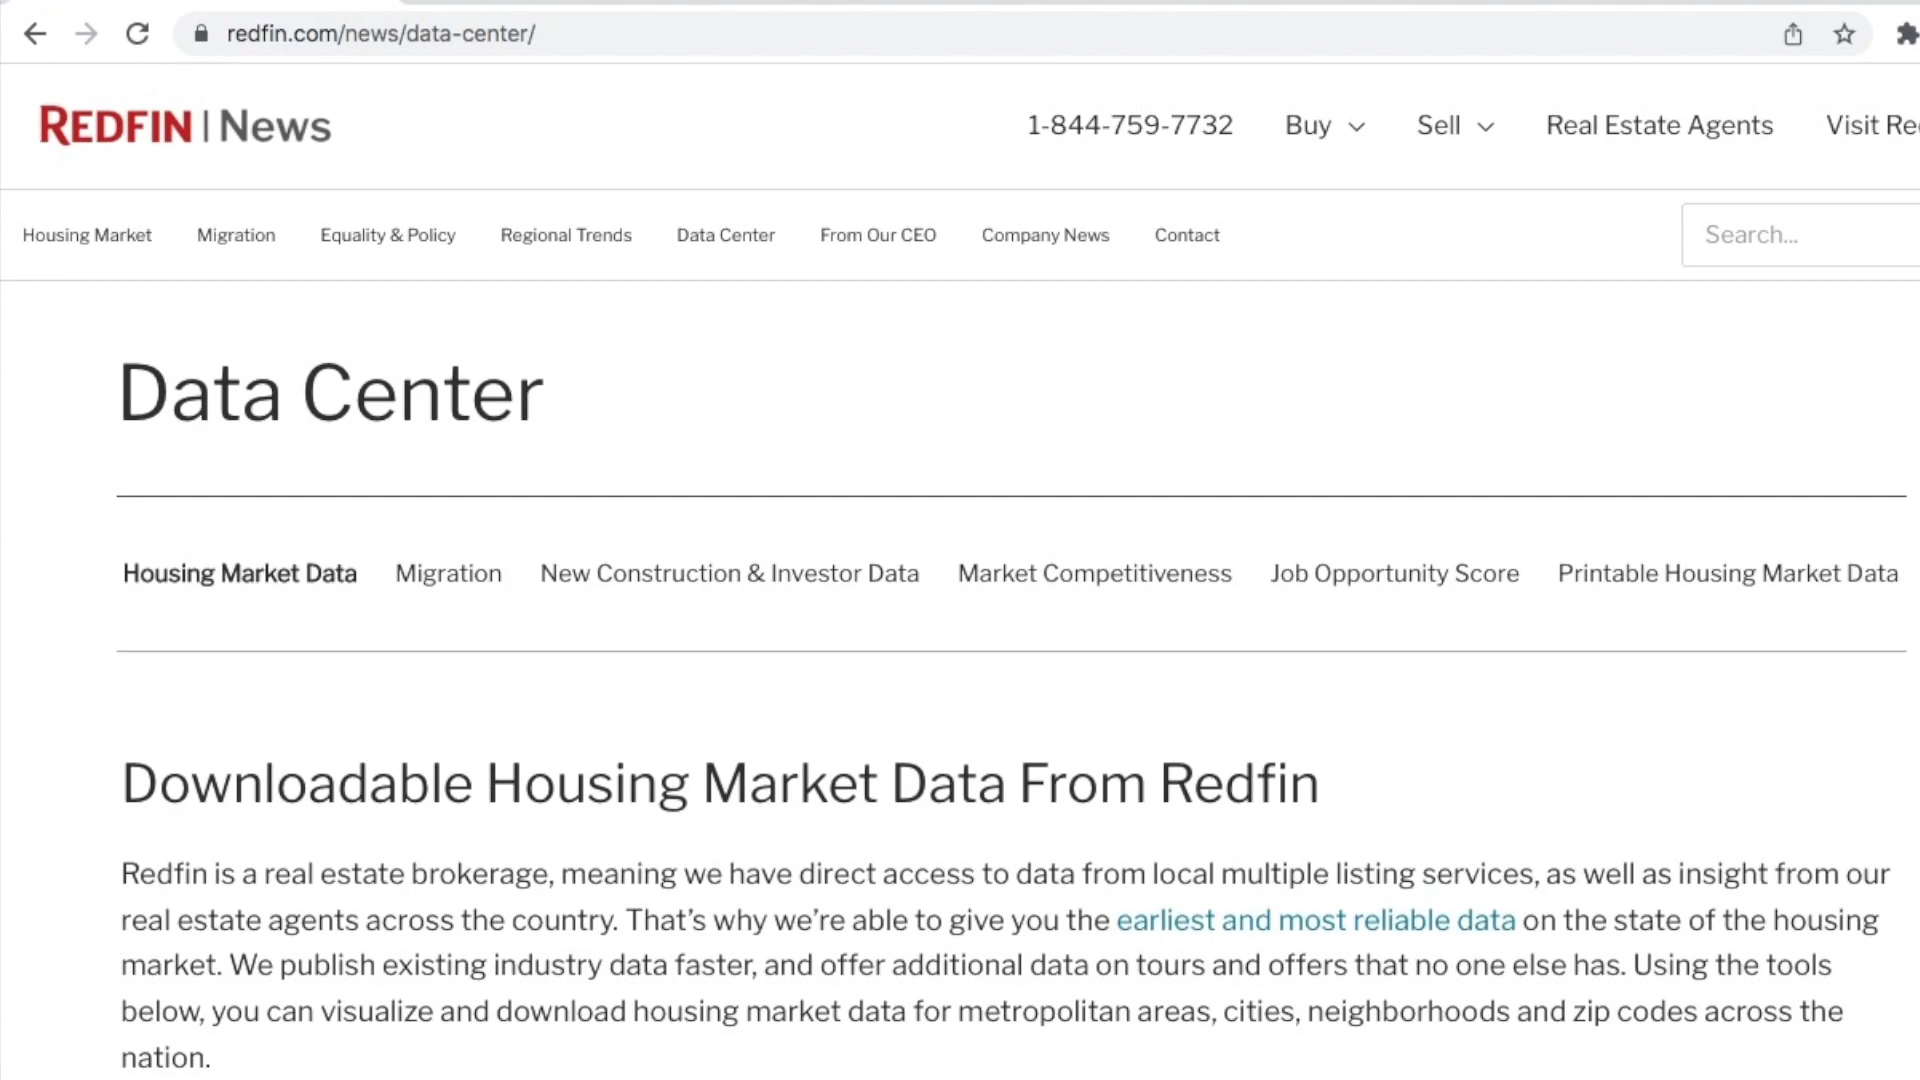 redfin.com/news/data-center/
REDFIN | News
1-844-759-7732 Buy Sell Real Estate Agents Visit
Housing Market Migration Equality & Policy Regional Trends Data Center From Our CEO Company News Contact Search...
Data Center
Housing Market Data Migration New Construction & Investor Data Market Competitiveness Job Opportunity Score Printable Housing Market Data
Downloadable Housing Market Data From Redfin
Redfin is a real estate brokerage, meaning we have direct access to data from local multiple listing services, as well as insight from our
real estate agents across the country. That’s why we’re able to give you the earliest and most reliable data on the state of the housing
market. We publish existing industry data faster, and offer additional data on tours and offers that no one else has. Using the tools
below, you can visualize and download housing market data for metropolitan areas, cities, neighborhoods and zip codes across the
nation.